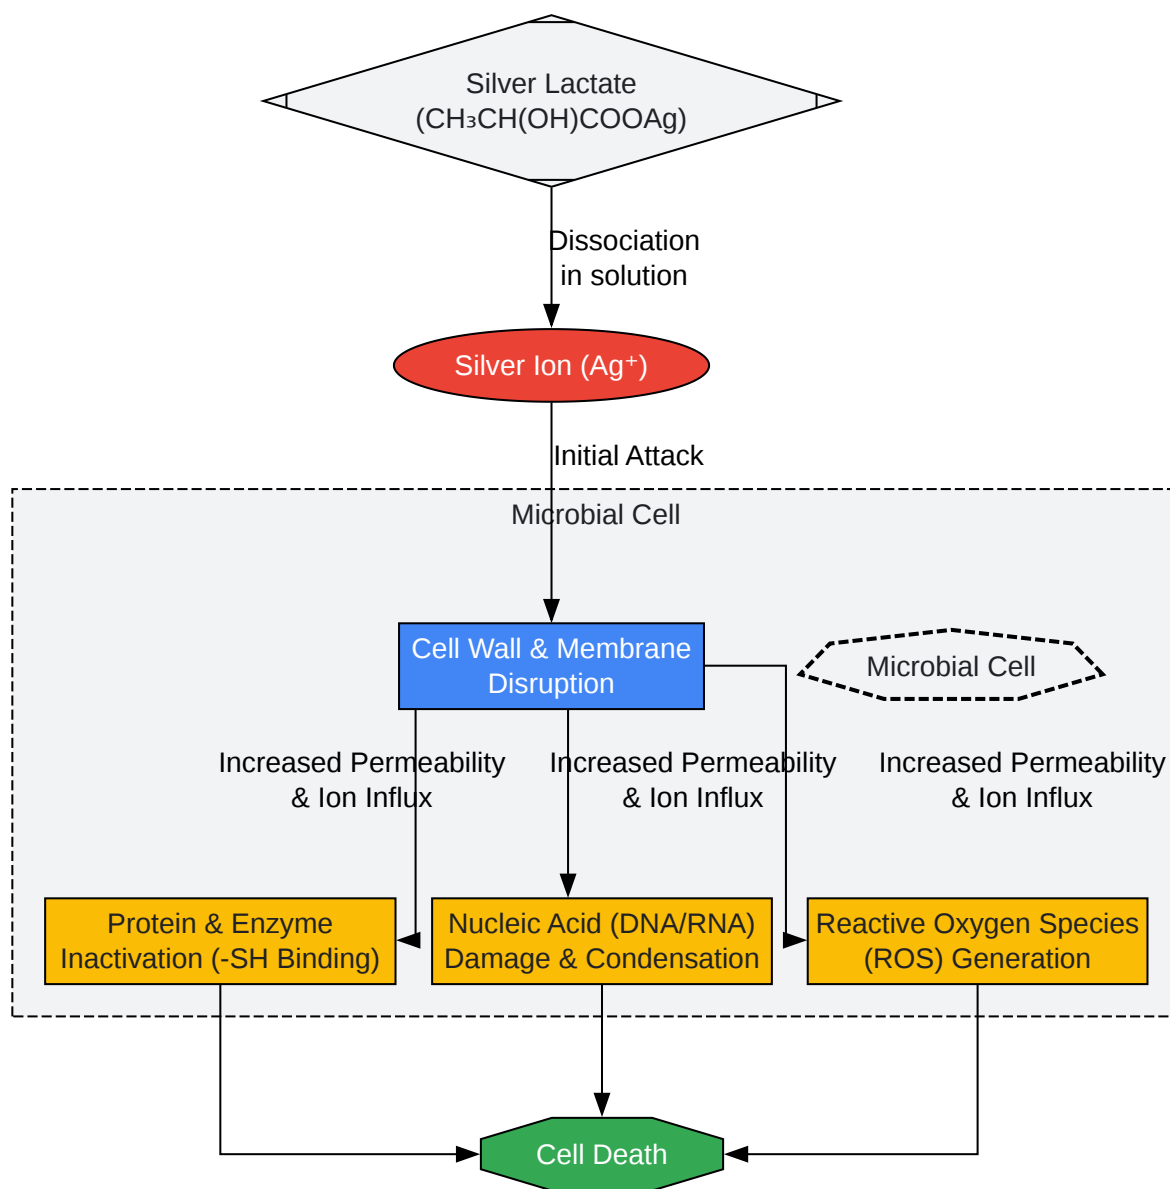 Silver Lactate
(CH₃CH(OH)COOAg)
Dissociation
in solution
Silver Ion (Ag⁺)
Initial Attack
Microbial Cell
Cell Wall & Membrane
Disruption
Microbial Cell
Increased Permeability
& Ion Influx
Increased Permeability
& Ion Influx
Increased Permeability
& Ion Influx
Protein & Enzyme
Inactivation (-SH Binding)
Nucleic Acid (DNA/RNA)
Damage & Condensation
Reactive Oxygen Species
(ROS) Generation
Cell Death